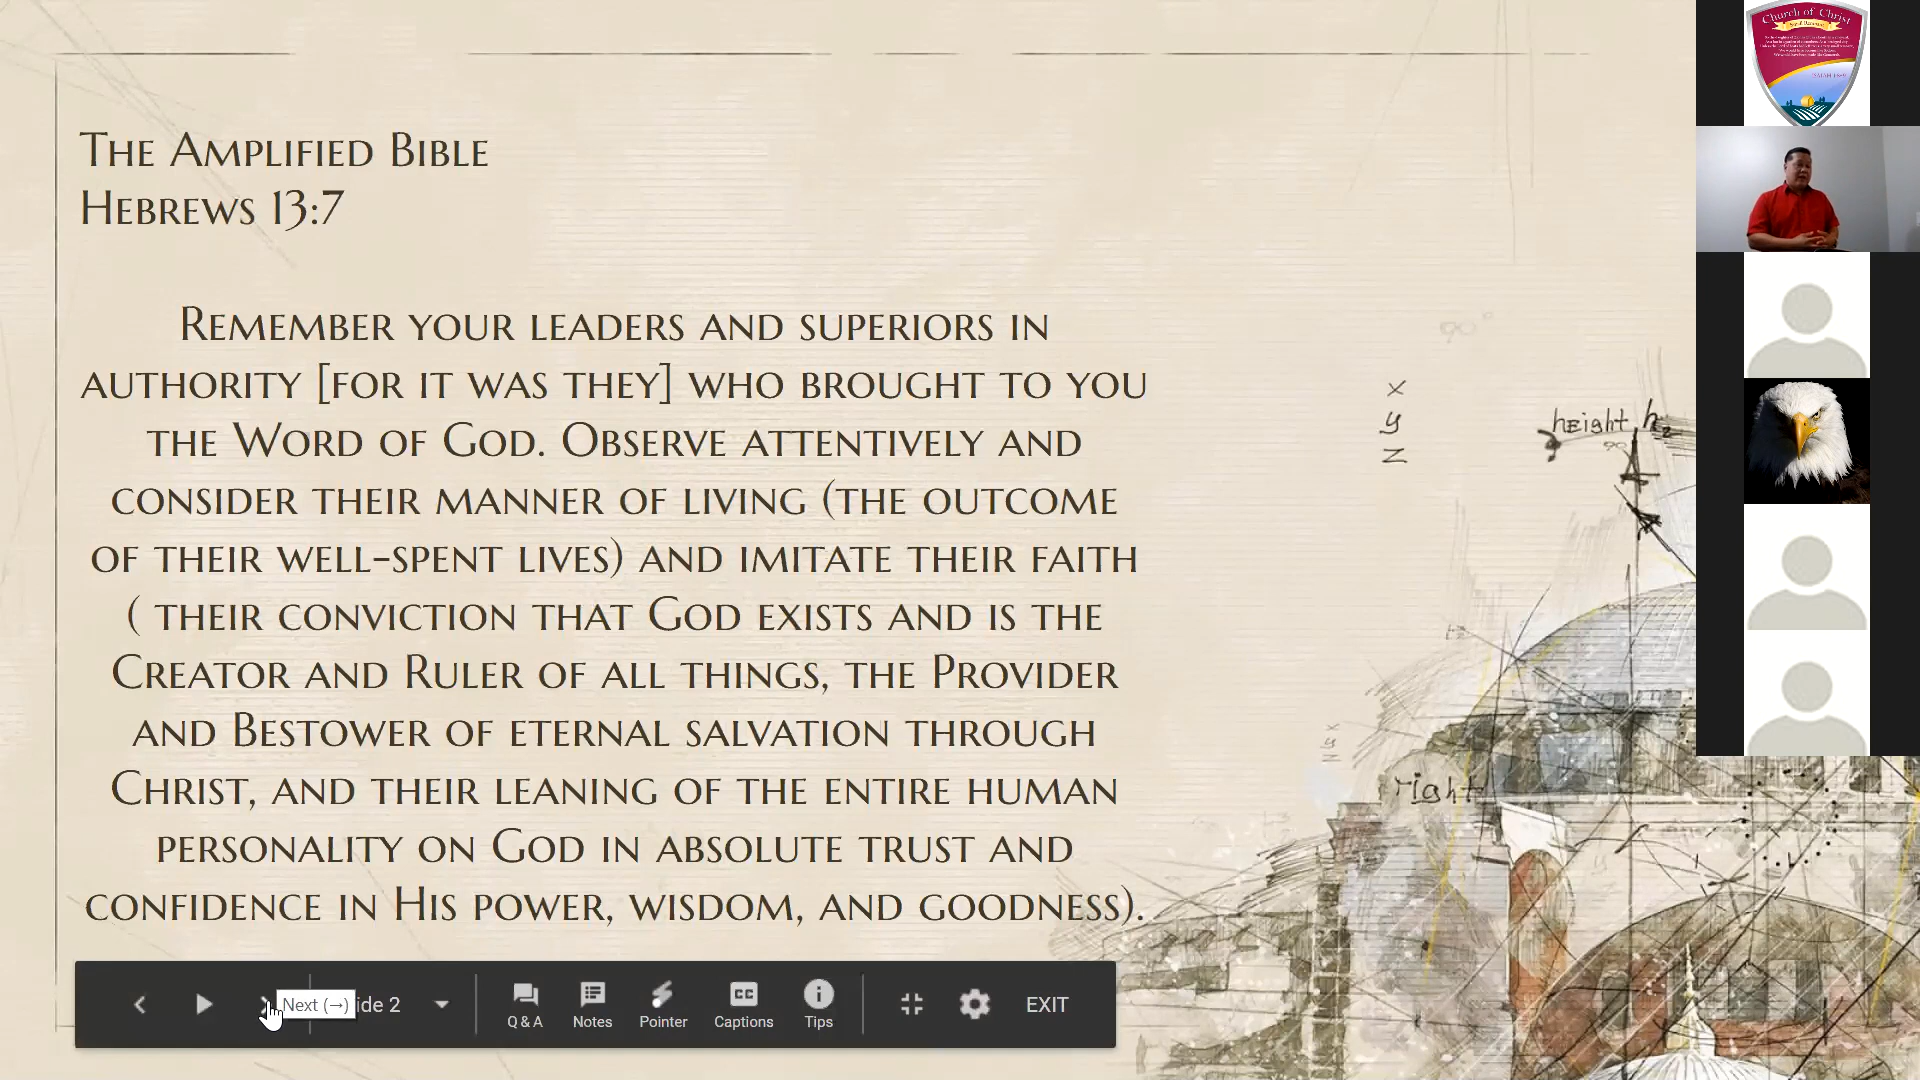 The Amplified Bible
Hebrews 13:7
Remember your leaders and superiors in
authority [for it was they] who brought to you
the Word of God. Observe attentively and
consider their manner of living (the outcome
of their well-spent lives) and imitate their faith
( their conviction that God exists and is the
Creator and Ruler of all things, the Provider
and Bestower of eternal salvation through
Christ, and their leaning of the entire human
personality on God in absolute trust and
confidence in His power, wisdom, and goodness).
Church of Christ
90°
x
y
z
height h2
90
right
Next (→)
ide 2
Q & A
Notes
Pointer
CC
Captions
Tips
EXIT